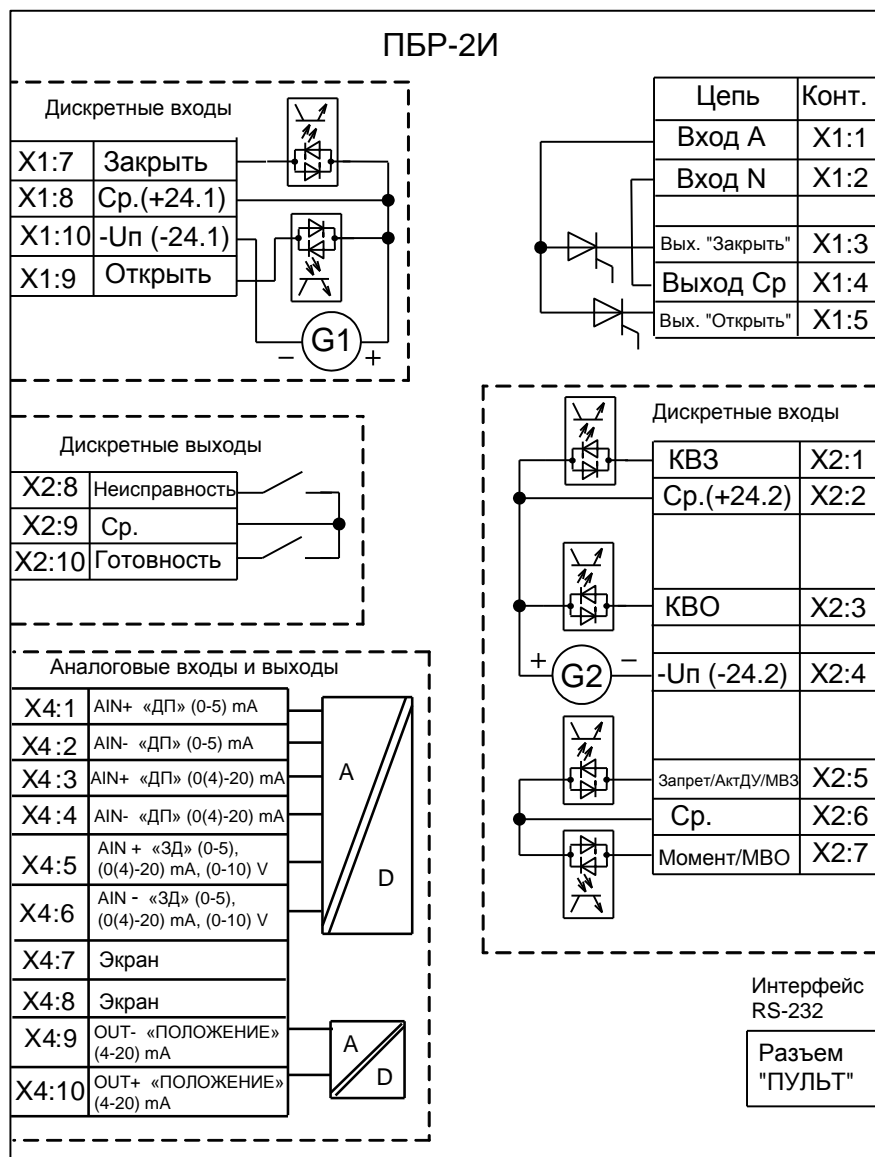 ПБР-2И
Дискретные входы
X1:7 Закрыть
X1:8 Ср.(+24.1)
X1:10 -Uп (-24.1)
X1:9 Открыть
− G1 +
Цепь Конт.
Вход A X1:1
Вход N X1:2
Вых. "Закрыть" X1:3
Выход Ср X1:4
Вых. "Открыть" X1:5
Дискретные выходы
X2:8 Неисправность
X2:9 Ср.
X2:10 Готовность
Дискретные входы
КВЗ X2:1
Ср.(+24.2) X2:2
КВО X2:3
+ G2 − -Uп (-24.2) X2:4
Запрет/АктДУ/МВЗ X2:5
Ср. X2:6
Момент/МВО X2:7
Аналоговые входы и выходы
X4:1 AIN+ «ДП» (0-5) mA
X4:2 AIN- «ДП» (0-5) mA
X4:3 AIN+ «ДП» (0(4)-20) mA
X4:4 AIN- «ДП» (0(4)-20) mA
X4:5 AIN + «ЗД» (0-5),
(0(4)-20) mA, (0-10) V
X4:6 AIN - «ЗД» (0-5),
(0(4)-20) mA, (0-10) V
A
D
X4:7 Экран
X4:8 Экран
X4:9 OUT- «ПОЛОЖЕНИЕ»
(4-20) mA
X4:10 OUT+ «ПОЛОЖЕНИЕ»
(4-20) mA
A
D
Интерфейс
RS-232
Разъем
"ПУЛЬТ"